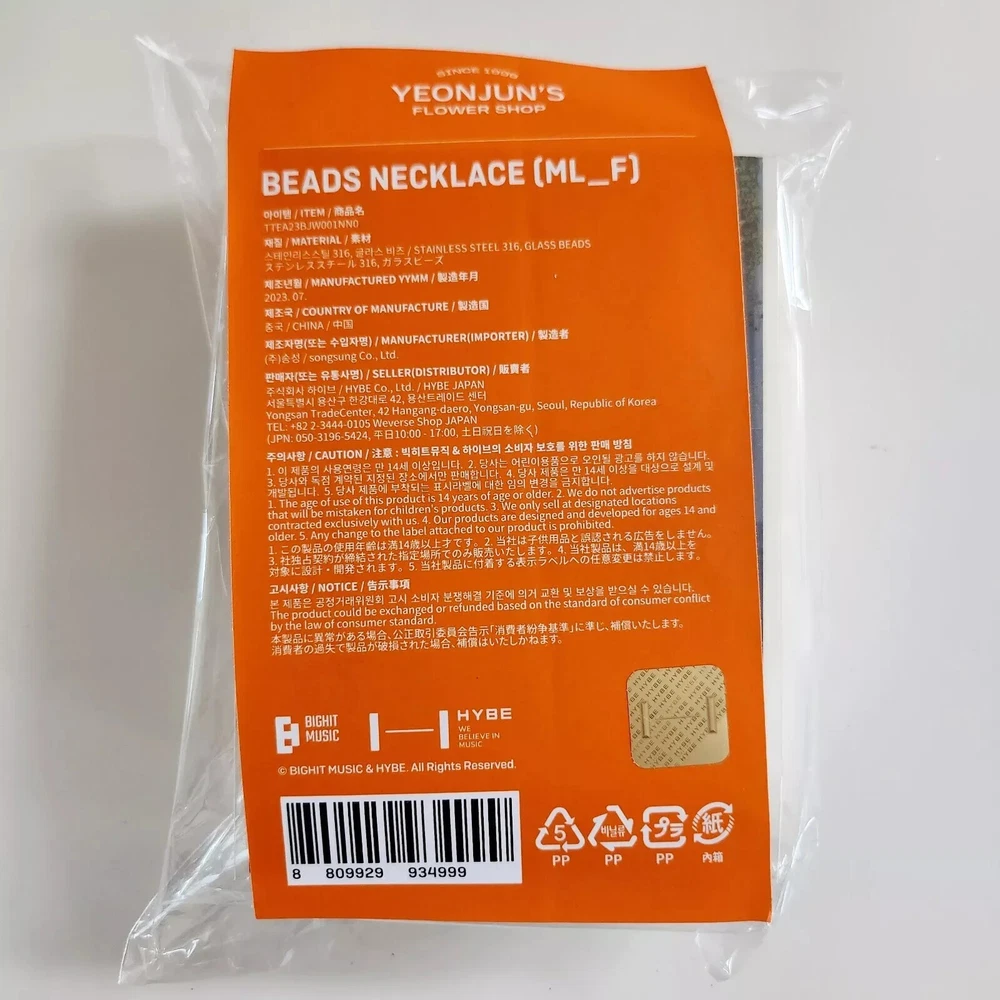 SINCE 1999
YEONJUN'S
FLOWER SHOP
BEADS NECKLACE (ML_F)
아이템 / ITEM / 商品名
TTEA23BJW001NN0
재질 / MATERIAL / 素材
스테인리스스틸 316, 글라스 비즈 / STAINLESS STEEL 316, GLASS BEADS
ステンレススチール 316, ガラスビーズ
제조년월 / MANUFACTURED YYMM / 製造年月
2023. 07.
제조국 / COUNTRY OF MANUFACTURE / 製造国
중국 / CHINA / 中国
제조자명(또는 수입자명) / MANUFACTURER(IMPORTER) / 製造者
(주)송성 / songsung Co., Ltd.
판매자(또는 유통사명) / SELLER(DISTRIBUTOR) / 販賣者
주식회사 하이브 / HYBE Co., Ltd. / HYBE JAPAN
서울특별시 용산구 한강대로 42, 용산트레이드 센터
Yongsan TradeCenter, 42 Hangang-daero, Yongsan-gu, Seoul, Republic of Korea
TEL: +82 2-3444-0105 Weverse Shop JAPAN
(JPN: 050-3196-5424, 平日10:00 - 17:00, 土日祝日を除く)
주의사항 / CAUTION / 注意 : 빅히트뮤직 & 하이브의 소비자 보호를 위한 판매 방침
1. 이 제품의 사용연령은 만 14세 이상입니다. 2. 당사는 어린이용품으로 오인될 광고를 하지 않습니다.
3. 당사와 독점 계약된 지정된 장소에서만 판매합니다. 4. 당사 제품은 만 14세 이상을 대상으로 설계 및
개발됩니다. 5. 당사 제품에 부착되는 표시라벨에 대한 임의 변경을 금지합니다.
1. The age of use of this product is 14 years of age or older. 2. We do not advertise products
that will be mistaken for children's products. 3. We only sell at designated locations
contracted exclusively with us. 4. Our products are designed and developed for ages 14 and
older. 5. Any change to the label attached to our product is prohibited.
1. この製品の使用年齢は満14歳以上才です。2. 当社は子供用品と誤認される広告をしません。
3. 社独占契約が締結された指定場所でのみ販売いたします。4. 当社製品は、満14歳以上を
対象に設計・開発されます。5. 当社製品に付着する表示ラベルへの任意変更は禁止します。
고시사항 / NOTICE / 告示事項
본 제품은 공정거래위원회 고시 소비자 분쟁해결 기준에 의거 교환 및 보상을 받으실 수 있습니다.
The product could be exchanged or refunded based on the standard of consumer conflict
by the law of consumer standard.
本製品に異常がある場合、公正取引委員会告示「消費者紛争基準」に準じ、補償いたします。
消費者の過失で製品が破損された場合、補償はいたしかねます。
BIGHIT
MUSIC
HYBE
WE
BELIEVE IN
MUSIC
© BIGHIT MUSIC & HYBE. All Rights Reserved.
8 809929 934999
5
PP
비닐류
PP
プラ
PP
紙
內箱